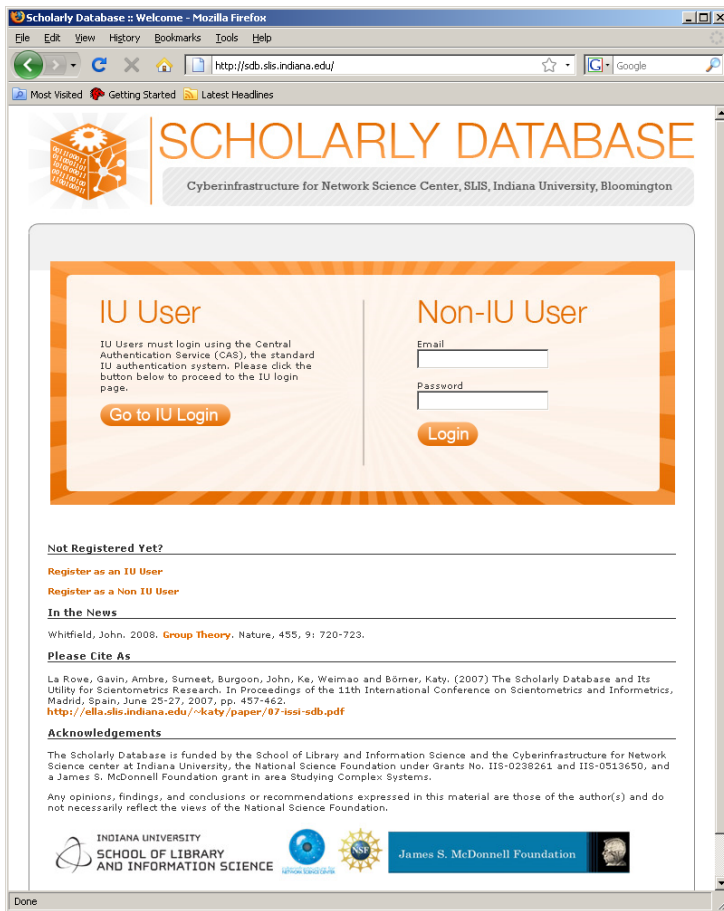 Scholarly Database :: Welcome - Mozilla Firefox
File Edit View History Bookmarks Tools Help
http://sdb.slis.indiana.edu/
G Google
Most Visited Getting Started Latest Headlines
SCHOLARLY DATABASE
Cyberinfrastructure for Network Science Center, SLIS, Indiana University, Bloomington
IU User
IU Users must login using the Central
Authentication Service (CAS), the standard
IU authentication system. Please click the
button below to proceed to the IU login
page.
Go to IU Login
Non-IU User
Email
Password
Login
Not Registered Yet?
Register as an IU User
Register as a Non IU User
In the News
Whitfield, John. 2008. Group Theory. Nature, 455, 9: 720-723.
Please Cite As
La Rowe, Gavin, Ambre, Sumeet, Burgoon, John, Ke, Weimao and Börner, Katy. (2007) The Scholarly Database and Its
Utility for Scientometrics Research. In Proceedings of the 11th International Conference on Scientometrics and Informetrics,
Madrid, Spain, June 25-27, 2007, pp. 457-462.
http://ella.slis.indiana.edu/~katy/paper/07-issi-sdb.pdf
Acknowledgements
The Scholarly Database is funded by the School of Library and Information Science and the Cyberinfrastructure for Network
Science center at Indiana University, the National Science Foundation under Grants No. IIS-0238261 and IIS-0513650, and
a James S. McDonnell Foundation grant in area Studying Complex Systems.
Any opinions, findings, and conclusions or recommendations expressed in this material are those of the author(s) and do
not necessarily reflect the views of the National Science Foundation.
INDIANA UNIVERSITY
SCHOOL OF LIBRARY
AND INFORMATION SCIENCE
NSF
James S. McDonnell Foundation
Done